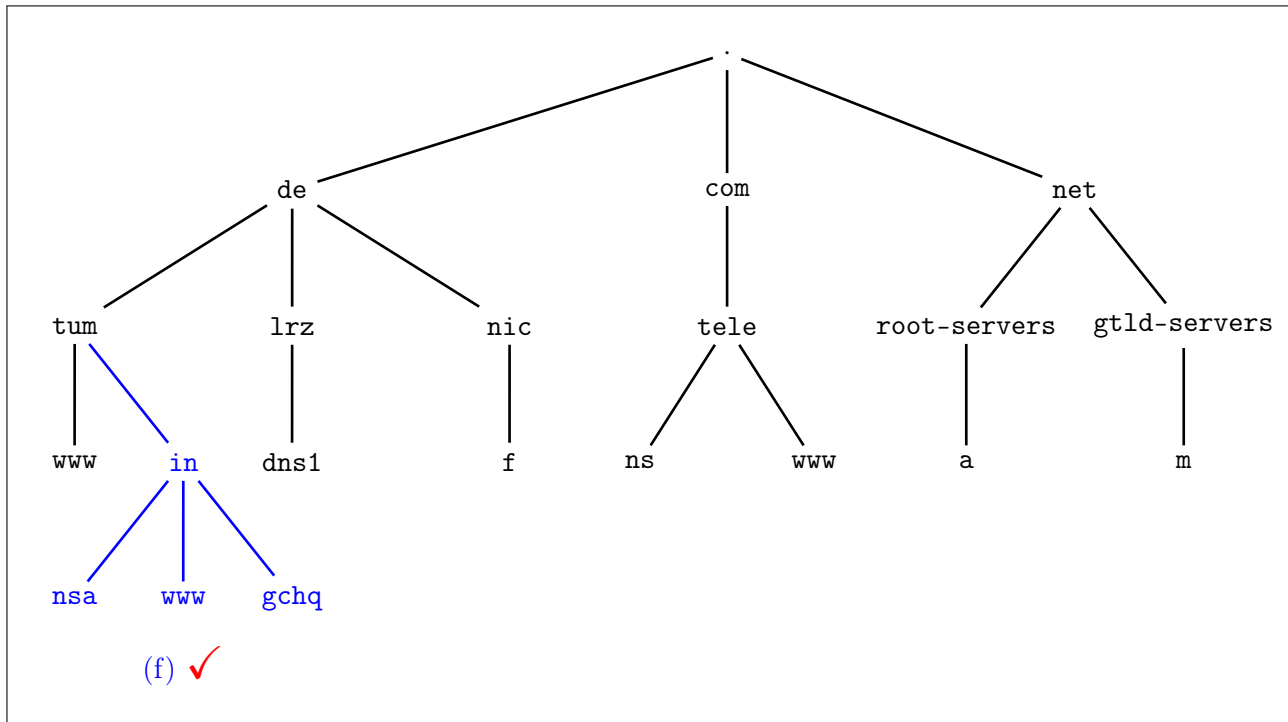 .
de com net
tum lrz nic tele root-servers gtld-servers
www in dns1 f ns www a m
nsa www gchq
(f) ✓